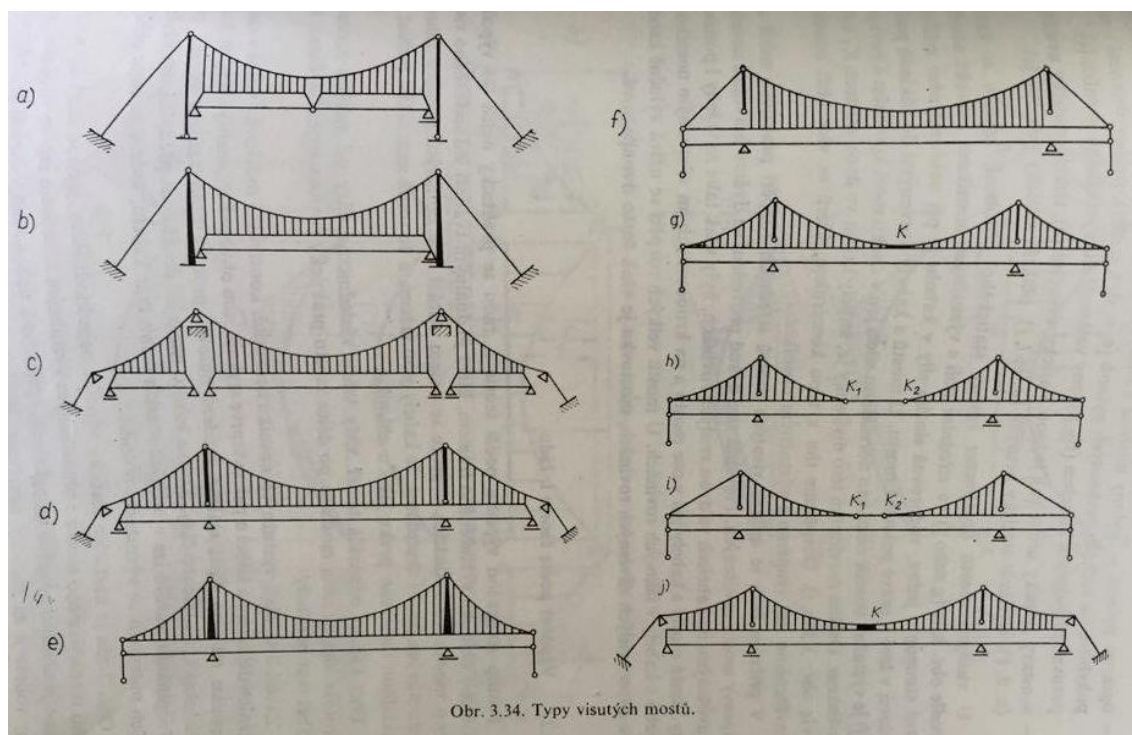 a)
b)
c)
d)
e)
f)
g)
K
h)
K₁ K₂
i)
K₁ K₂
j)
K
Obr. 3.34. Typy visutých mostů.